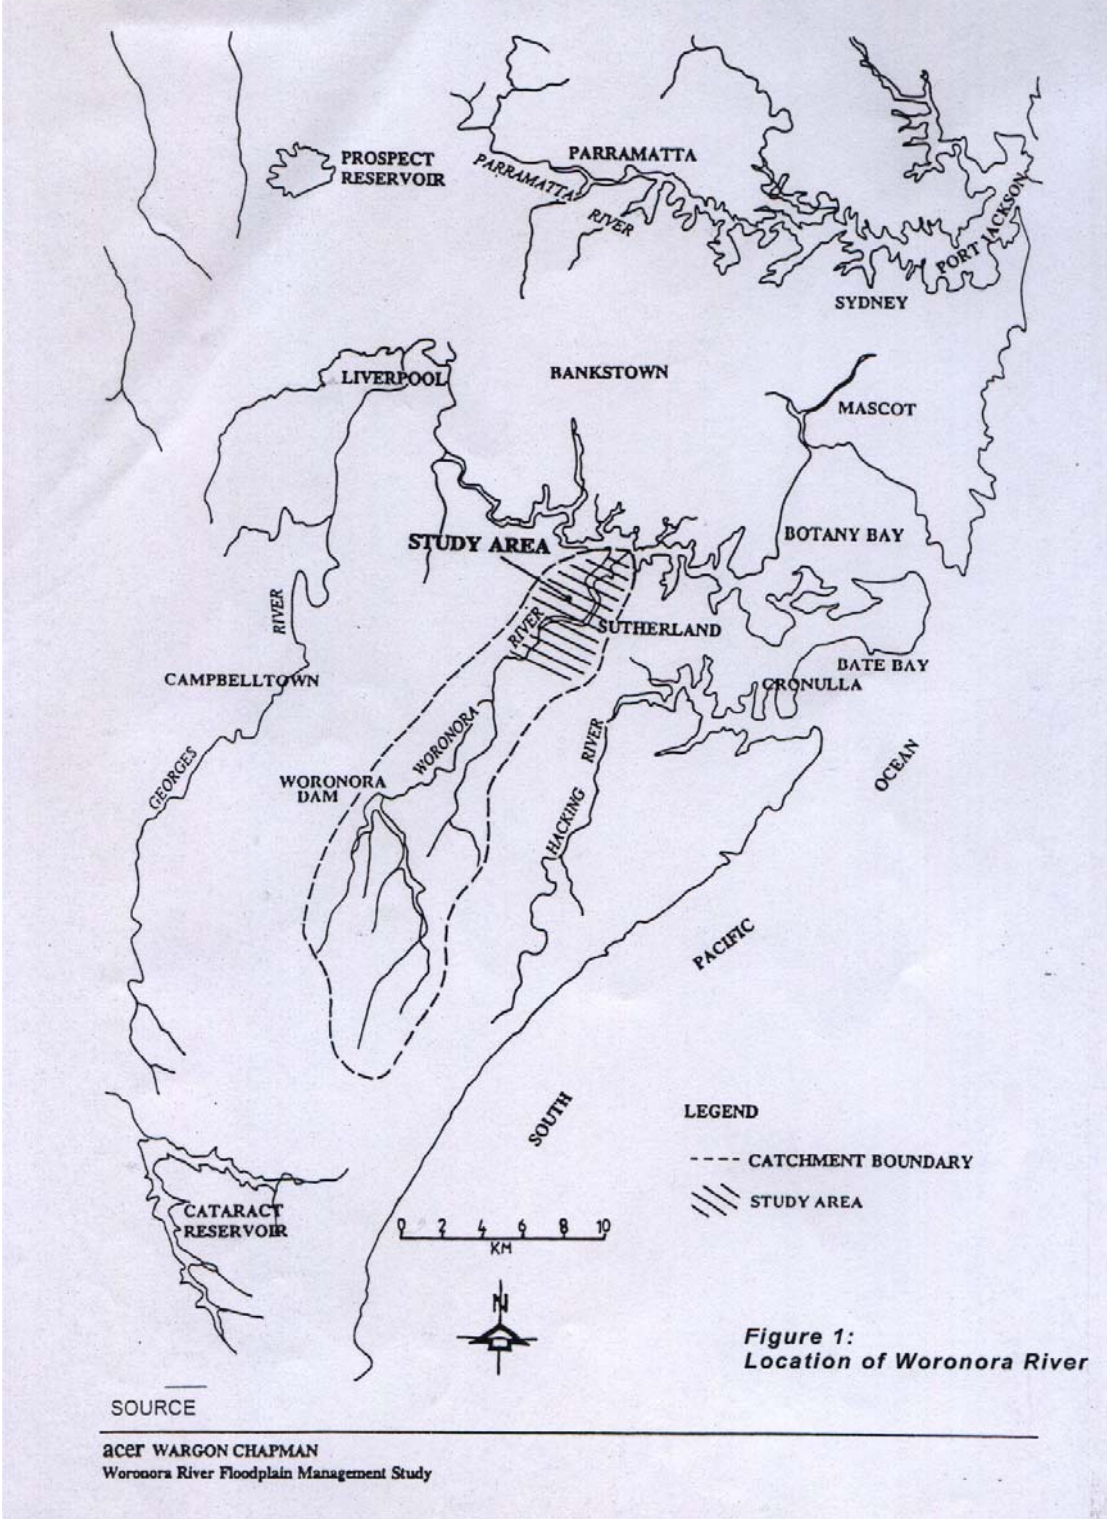 PROSPECT
RESERVOIR
PARRAMATTA
PARRAMATTA
RIVER
PORT JACKSON
SYDNEY
LIVERPOOL
BANKSTOWN
MASCOT
STUDY AREA
BOTANY BAY
RIVER
RIVER
SUTHERLAND
BATE BAY
CAMPBELLTOWN
CRONULLA
WORONORA
RIVER
OCEAN
GEORGES
WORONORA
DAM
HACKING
PACIFIC
SOUTH
LEGEND
CATCHMENT BOUNDARY
STUDY AREA
CATARACT
RESERVOIR
0 2 4 6 8 10
KM
N
Figure 1:
Location of Woronora River
SOURCE
acer WARGON CHAPMAN
Woronora River Floodplain Management Study